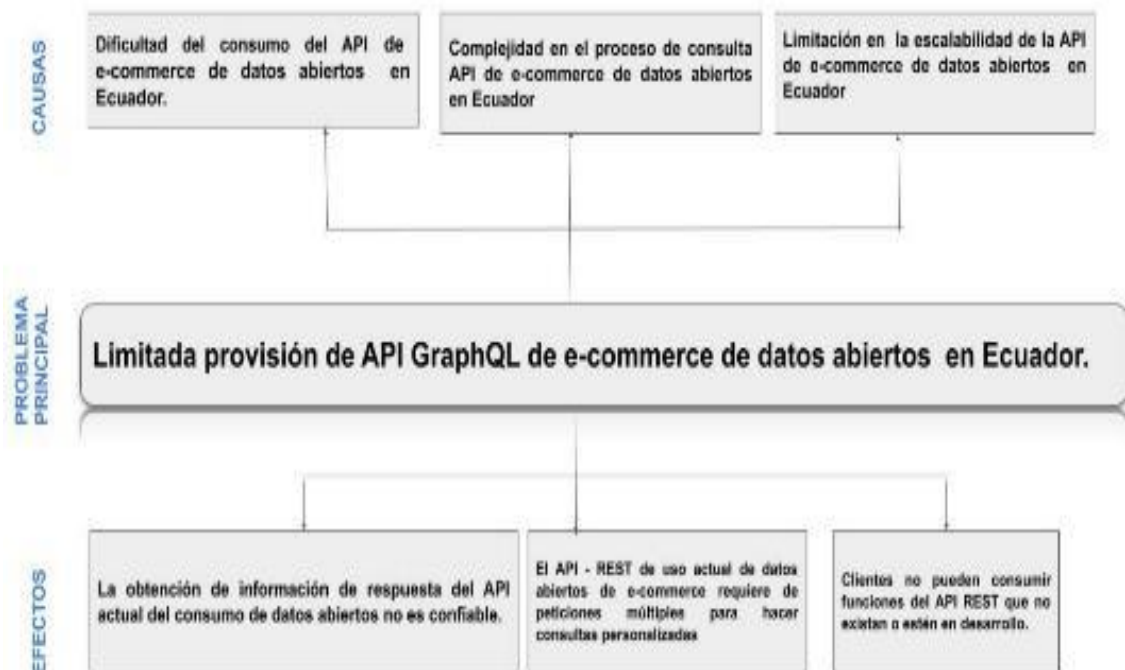 CAUSAS
Dificultad del consumo del API de
e-commerce de datos abiertos en
Ecuador.
Complejidad en el proceso de consulta
API de e-commerce de datos abiertos
en Ecuador
Limitación en la escalabilidad de la API
de e-commerce de datos abiertos en
Ecuador
PROBLEMA
PRINCIPAL
Limitada provisión de API GraphQL de e-commerce de datos abiertos en Ecuador.
EFECTOS
La obtención de información de respuesta del API
actual del consumo de datos abiertos no es confiable.
El API - REST de uso actual de datos
abiertos de e-commerce requiere de
peticiones múltiples para hacer
consultas personalizadas
Clientes no pueden consumir
funciones del API REST que no
existan o estén en desarrollo.